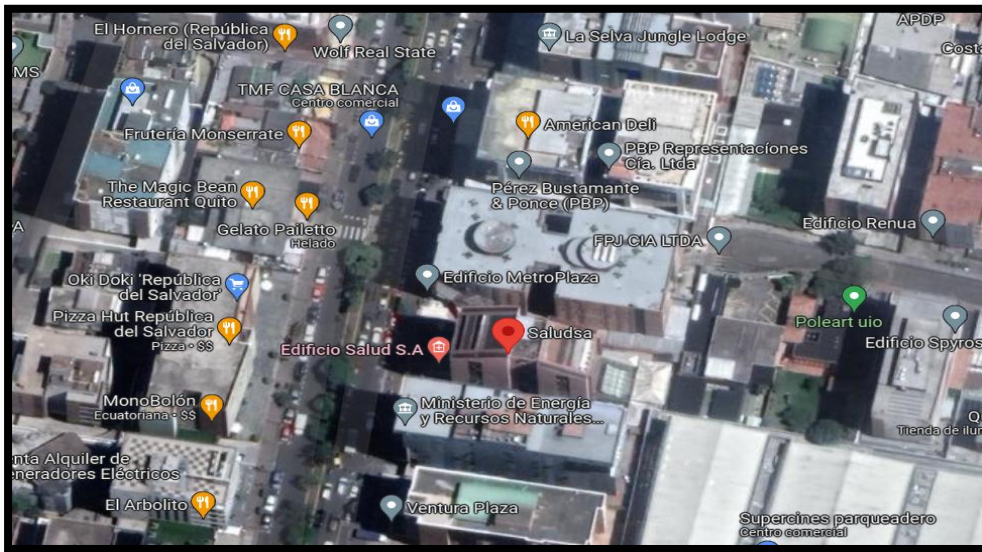 El Hornero (República
del Salvador)
Wolf Real State
La Selva Jungle Lodge
APDP
Costa
MS
TMF CASA BLANCA
Centro comercial
Frutería Monserrate
American Deli
PBP Representaciones
Cía. Ltda
The Magic Bean
Restaurant Quito
Pérez Bustamante
& Ponce (PBP)
Gelato Pailetto
Helado
FPJ-CIA LTDA
Edificio Renua
A
Oki Doki 'República
del Salvador'
Edificio MetroPlaza
Pizza Hut República
del Salvador
Pizza • $$
Saludsa
Poleart uio
Edificio Salud S.A
Edificio Spyros
MonoBolón
Ecuatoriana • $$
Ministerio de Energía
y Recursos Naturales...
Q
Tienda de ilum
enta Alquiler de
eneradores Eléctricos
El Arbolito
Ventura Plaza
Supercines parqueadero
Centro comercial